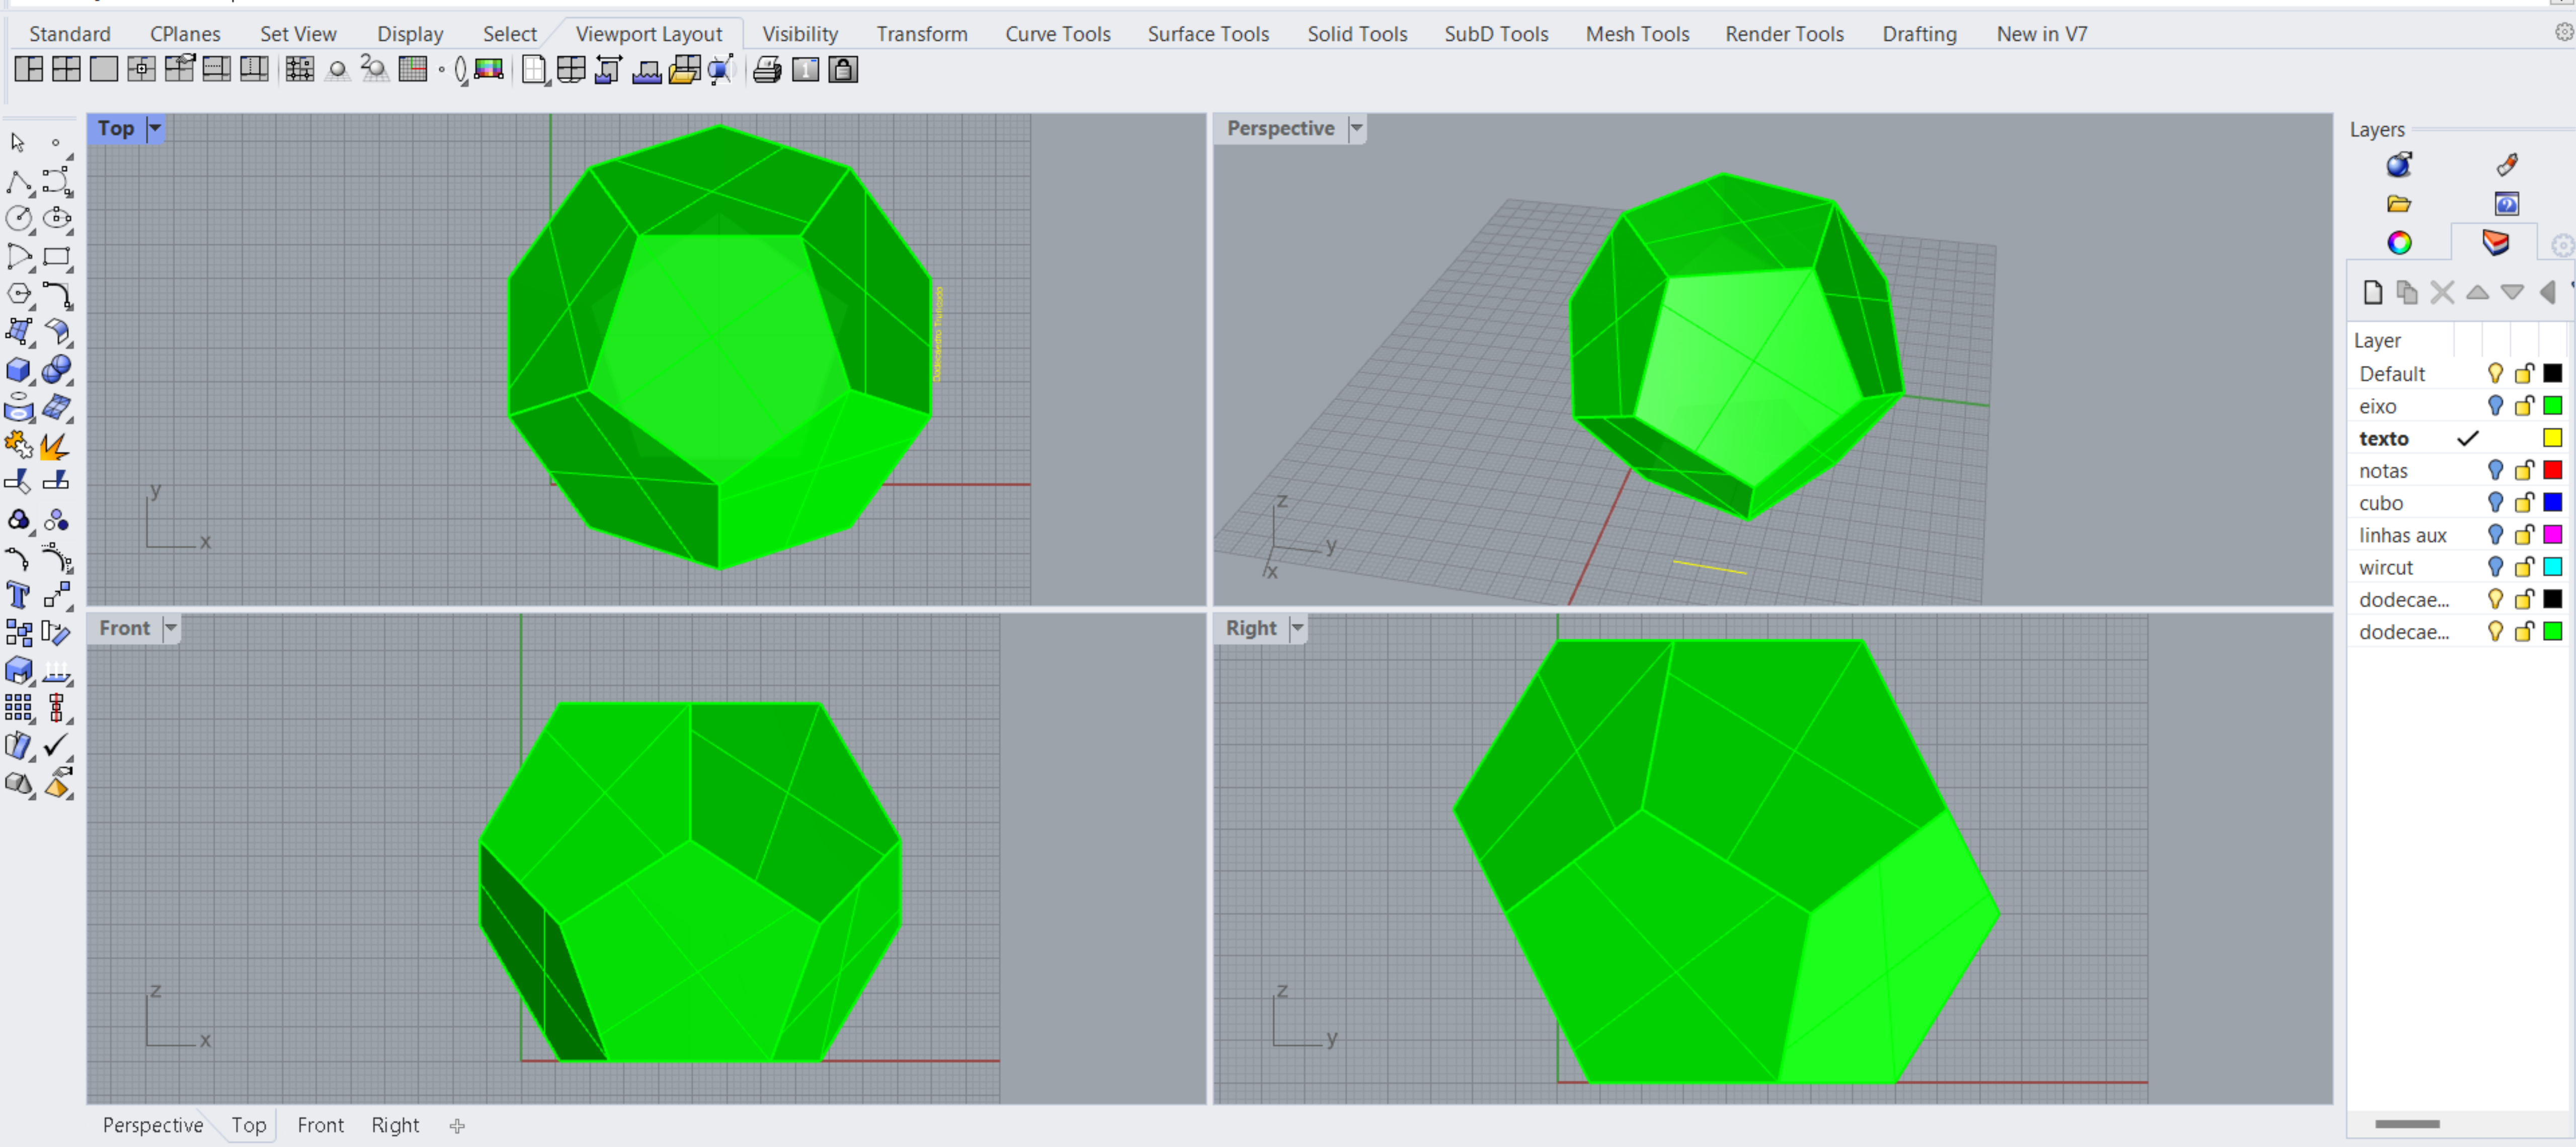 Standard CPlanes Set View Display Select Viewport Layout Visibility Transform Curve Tools Surface Tools Solid Tools SubD Tools Mesh Tools Render Tools Drafting New in V7
Top
y
x
Perspective
z
y
x
Front
z
x
Right
z
y
Perspective Top Front Right
Layers
Layer
Default
eixo
texto
notas
cubo
linhas aux
wircut
dodecae...
dodecae...